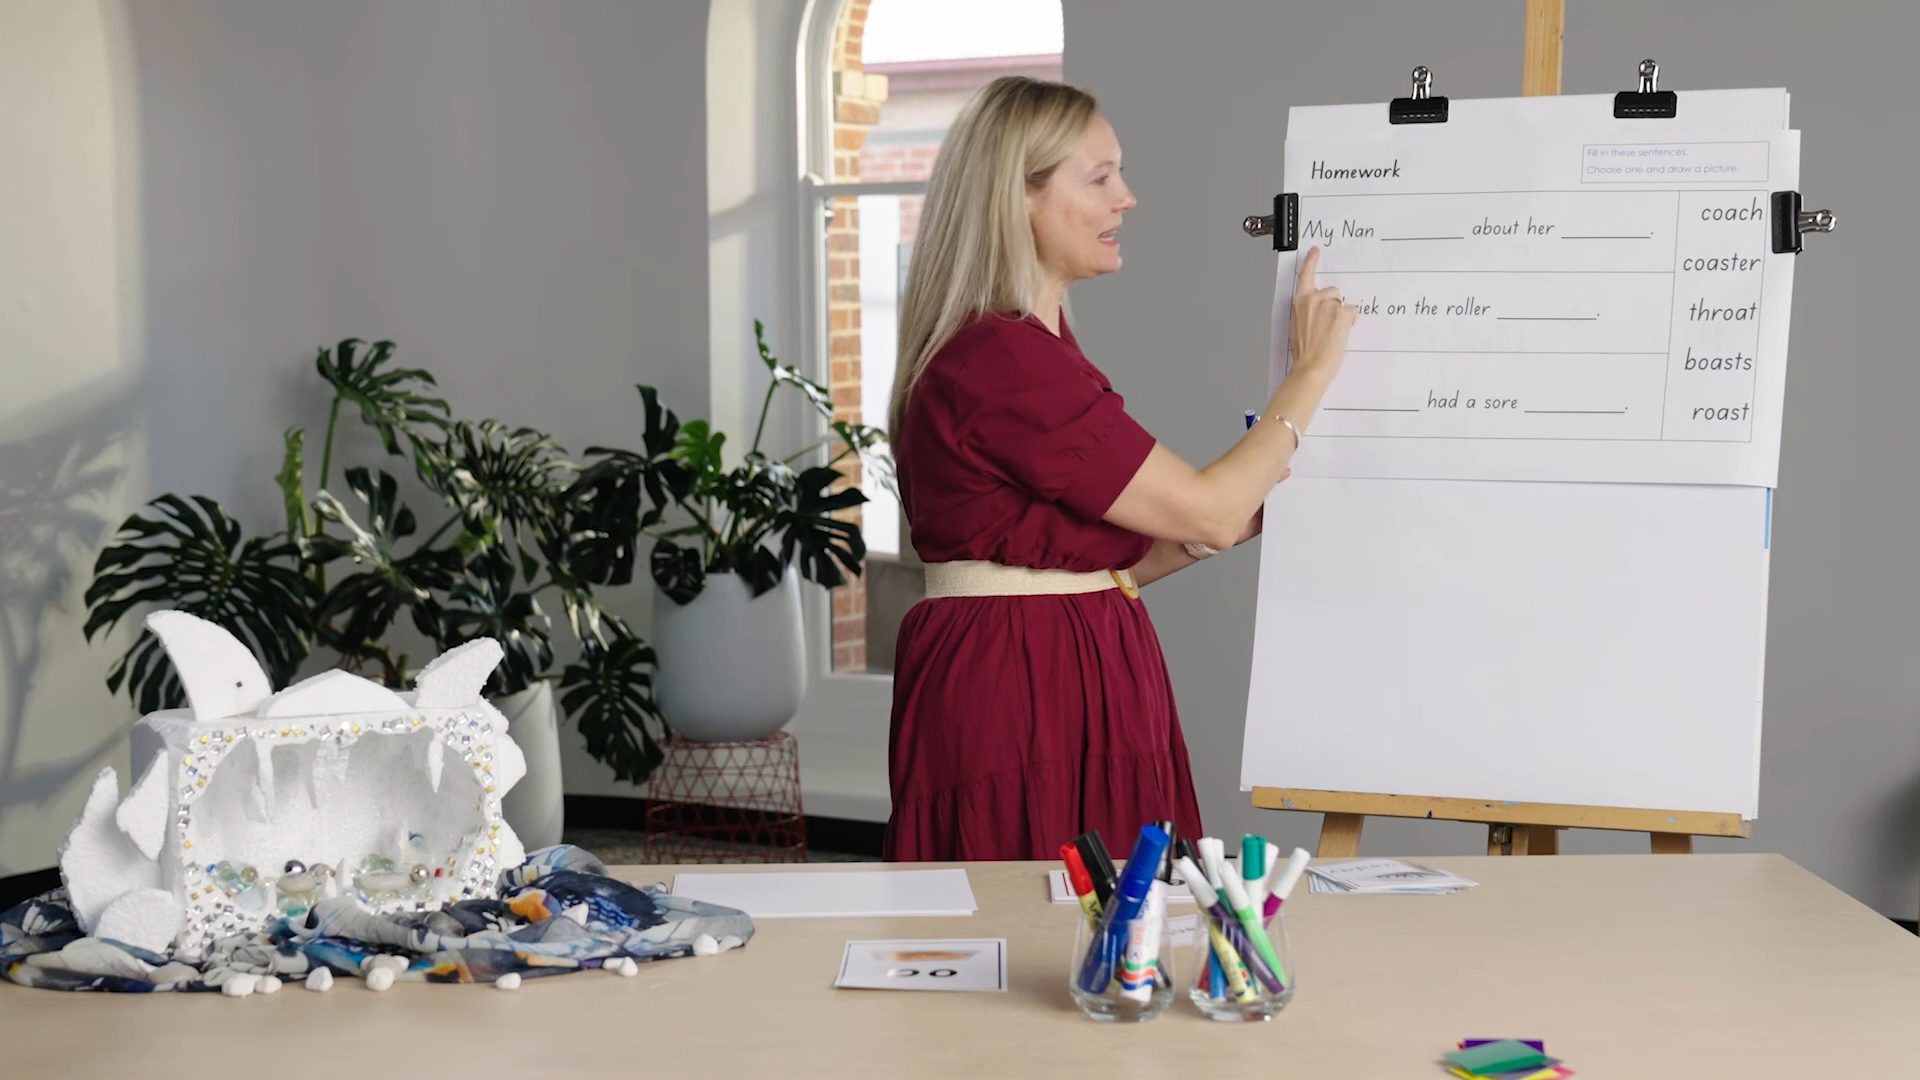 Homework
Fill in these sentences.
Choose one and draw a picture.
My Nan ______ about her ______.
on the roller ______.
______ had a sore ______.
coach
coaster
throat
boasts
roast